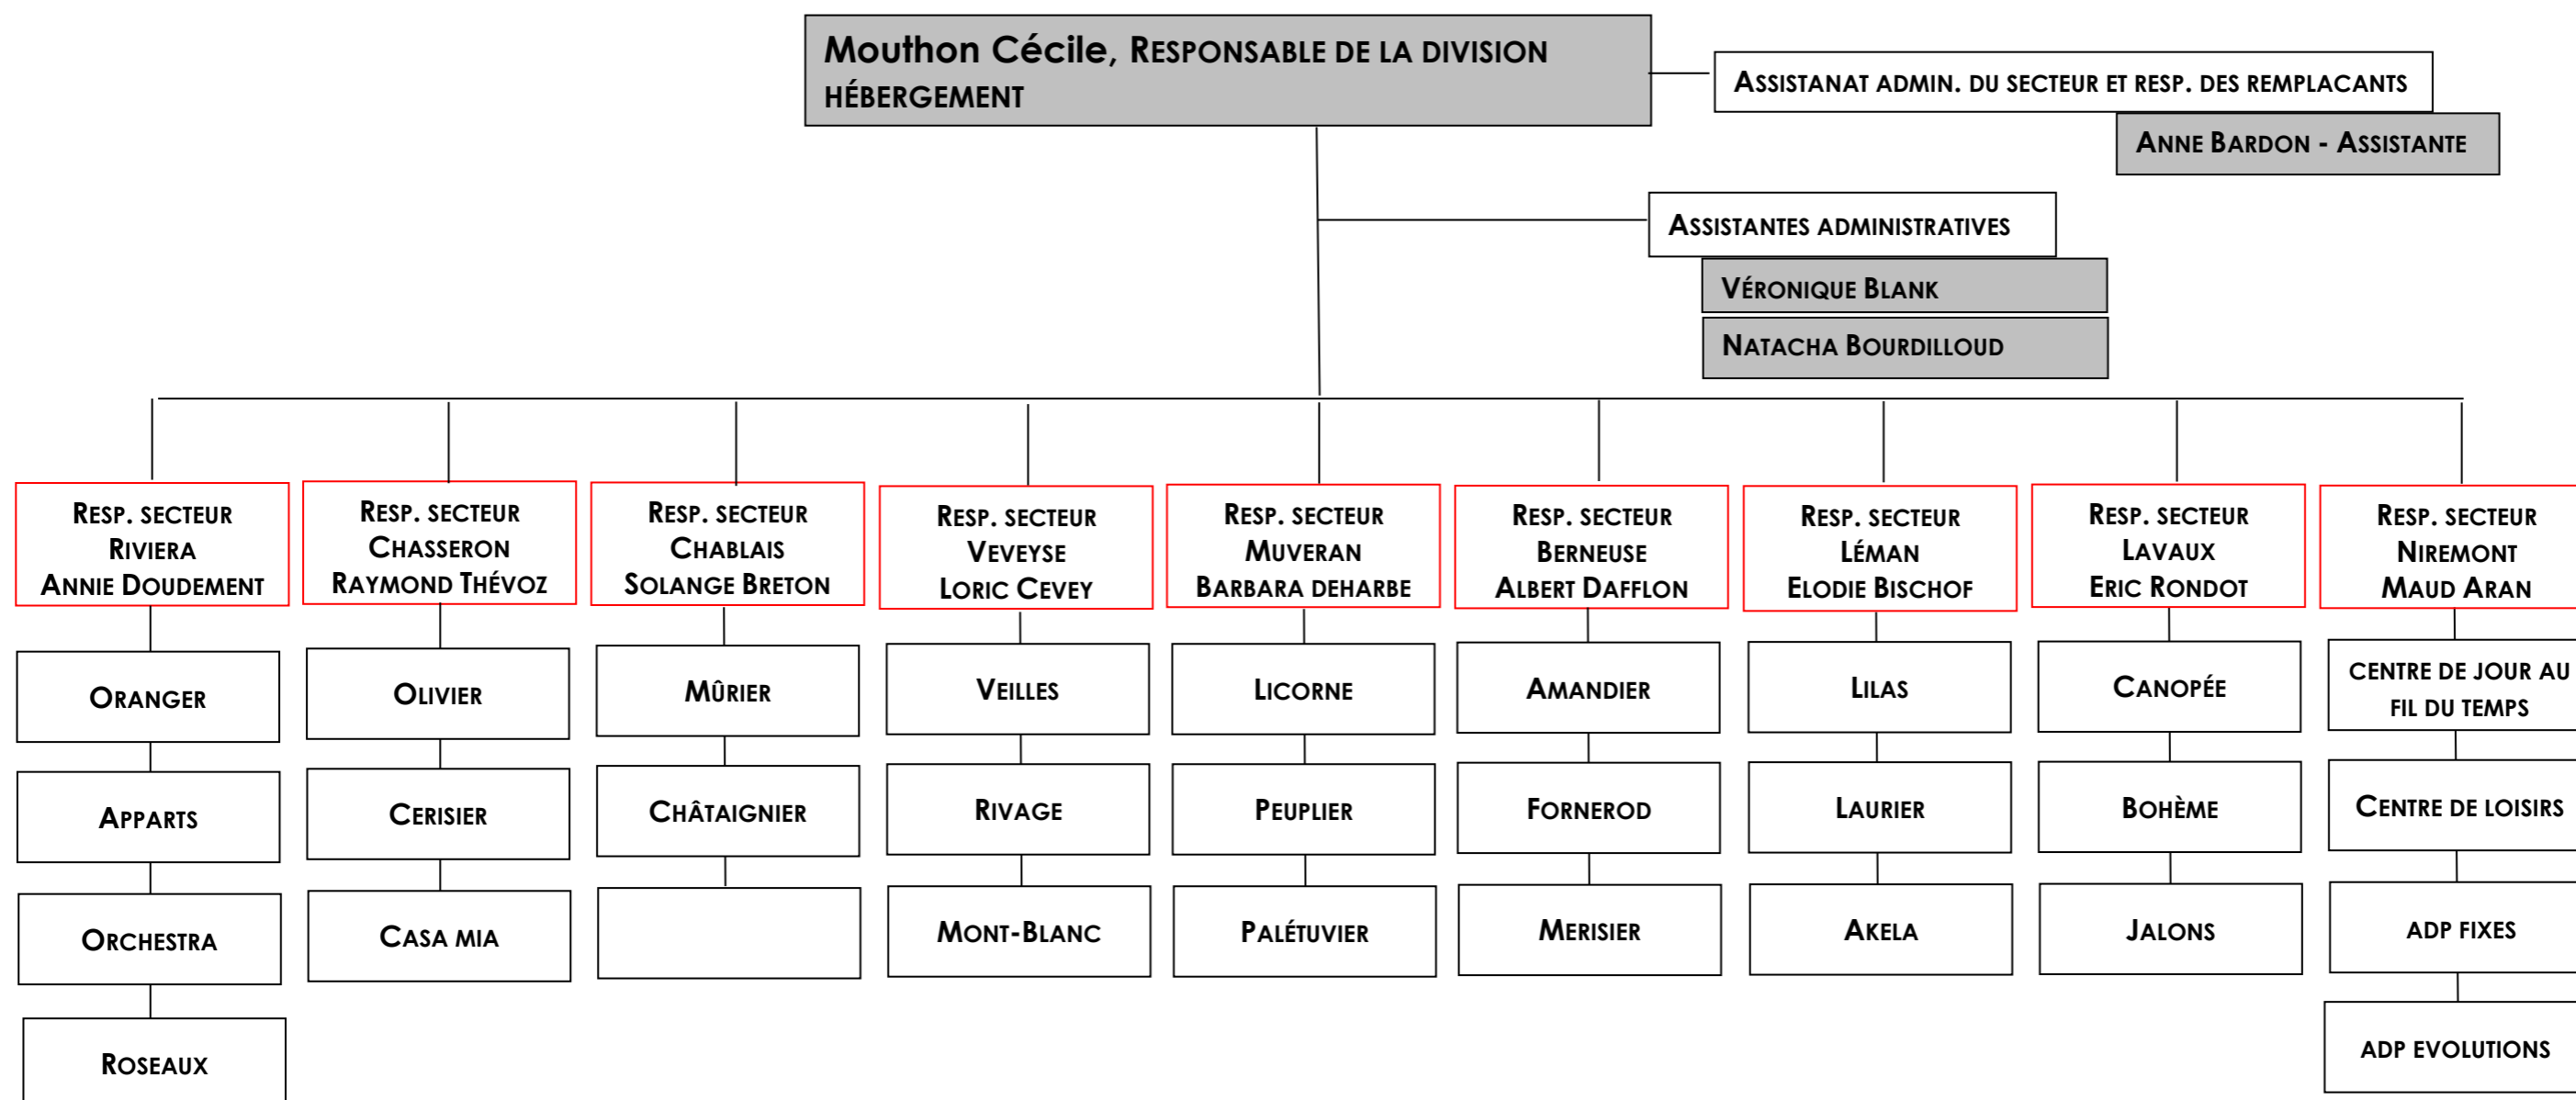 Mouthon Cécile, RESPONSABLE DE LA DIVISION
HÉBERGEMENT
ASSISTANAT ADMIN. DU SECTEUR ET RESP. DES REMPLACANTS
ANNE BARDON - ASSISTANTE
ASSISTANTES ADMINISTRATIVES
VÉRONIQUE BLANK
NATACHA BOURDILLOUD
RESP. SECTEUR
RIVIERA
ANNIE DOUDEMENT
ORANGER
APPARTS
ORCHESTRA
ROSEAUX
RESP. SECTEUR
CHASSERON
RAYMOND THÉVOZ
OLIVIER
CERISIER
CASA MIA
RESP. SECTEUR
CHABLAIS
SOLANGE BRETON
MÛRIER
CHÂTAIGNIER
RESP. SECTEUR
VEVEYSE
LORIC CEVEY
VEILLES
RIVAGE
MONT-BLANC
RESP. SECTEUR
MUVERAN
BARBARA DEHARBE
LICORNE
PEUPLIER
PALÉTUVIER
RESP. SECTEUR
BERNEUSE
ALBERT DAFFLON
AMANDIER
FORNEROD
MERISIER
RESP. SECTEUR
LÉMAN
ELODIE BISCHOF
LILAS
LAURIER
AKELA
RESP. SECTEUR
LAVAUX
ERIC RONDOT
CANOPÉE
BOHÈME
JALONS
RESP. SECTEUR
NIREMONT
MAUD ARAN
CENTRE DE JOUR AU
FIL DU TEMPS
CENTRE DE LOISIRS
ADP FIXES
ADP EVOLUTIONS